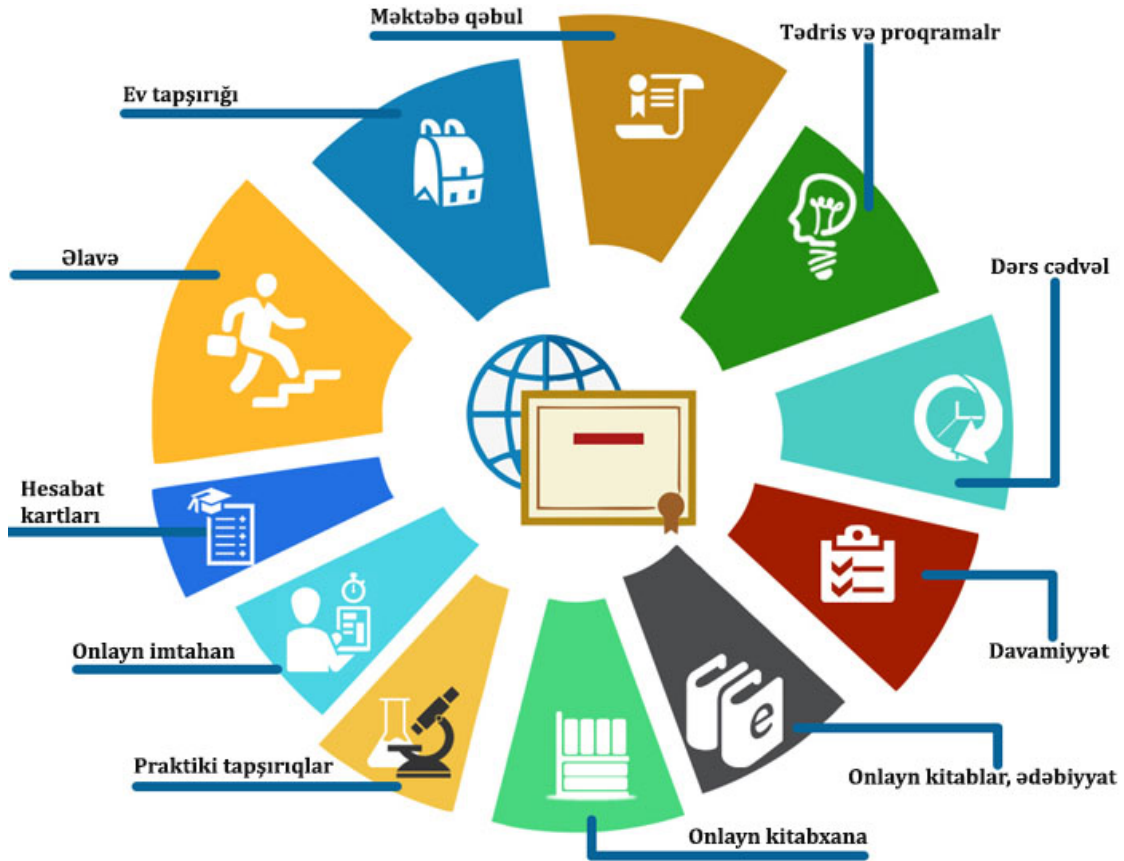 Məktəbə qəbul
Tədris və proqramalr
Ev tapşırığı
Əlavə
Dərs cədvəl
Hesabat
kartları
Onlayn imtahan
Davamiyyət
Praktiki tapşırıqlar
Onlayn kitablar, ədəbiyyat
Onlayn kitabxana
e